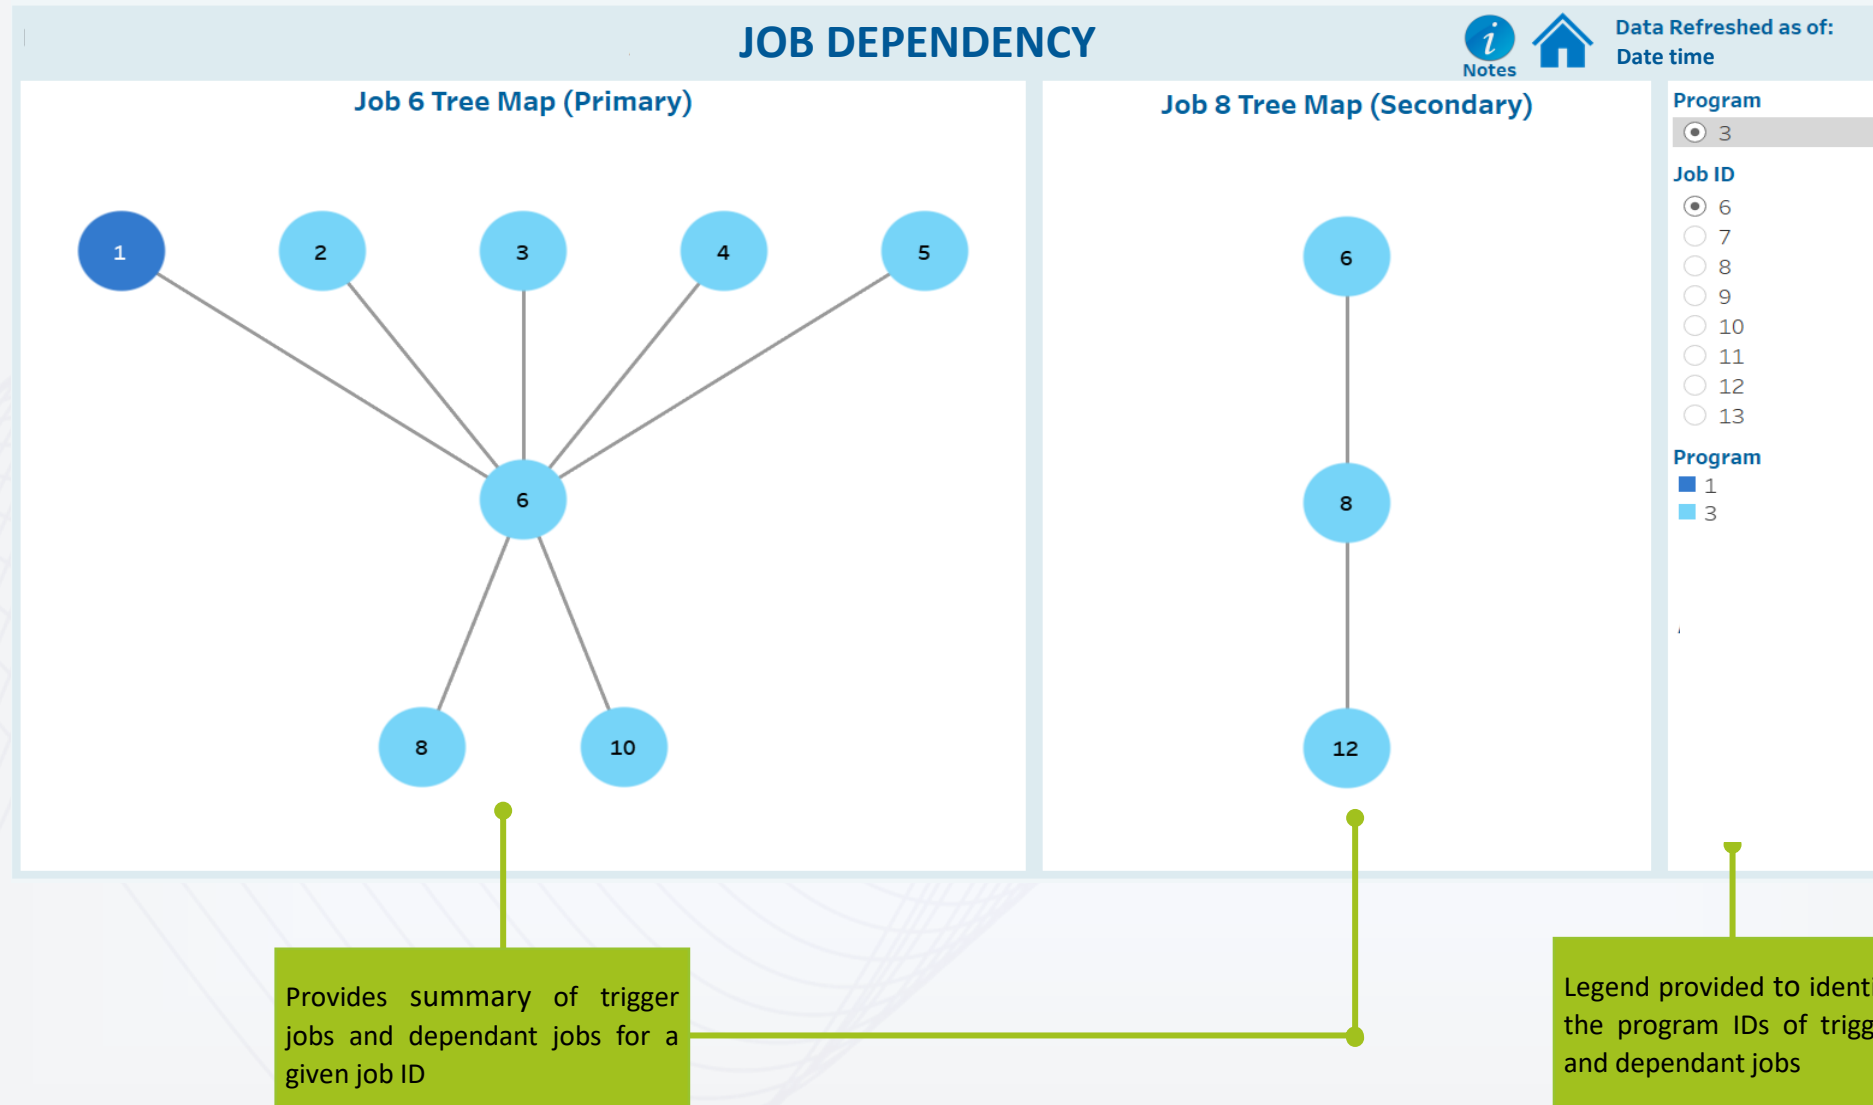 JOB DEPENDENCY
Notes
Data Refreshed as of:
Date time
Job 6 Tree Map (Primary)
1
2
3
4
5
6
8
10
Job 8 Tree Map (Secondary)
6
8
12
Program
3
Job ID
6
7
8
9
10
11
12
13
Program
1
3
Provides summary of trigger
jobs and dependant jobs for a
given job ID
Legend provided to identi
the program IDs of trigg
and dependant jobs